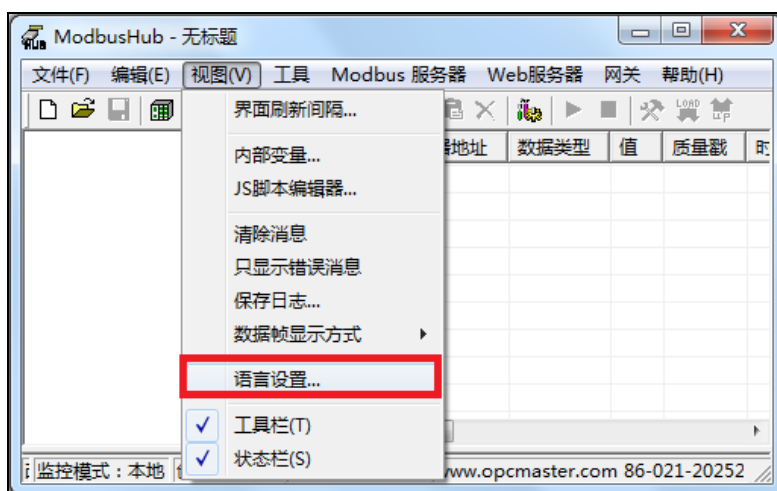 ModbusHub - 无标题
文件(F) 编辑(E) 视图(V) 工具 Modbus 服务器 Web服务器 网关 帮助(H)
界面刷新间隔...
地址 数据类型 值 质量戳
内部变量...
JS脚本编辑器...
清除消息
只显示错误消息
保存日志...
数据帧显示方式
语言设置...
工具栏(T)
状态栏(S)
监控模式：本地 www.opcmaster.com 86-021-20252